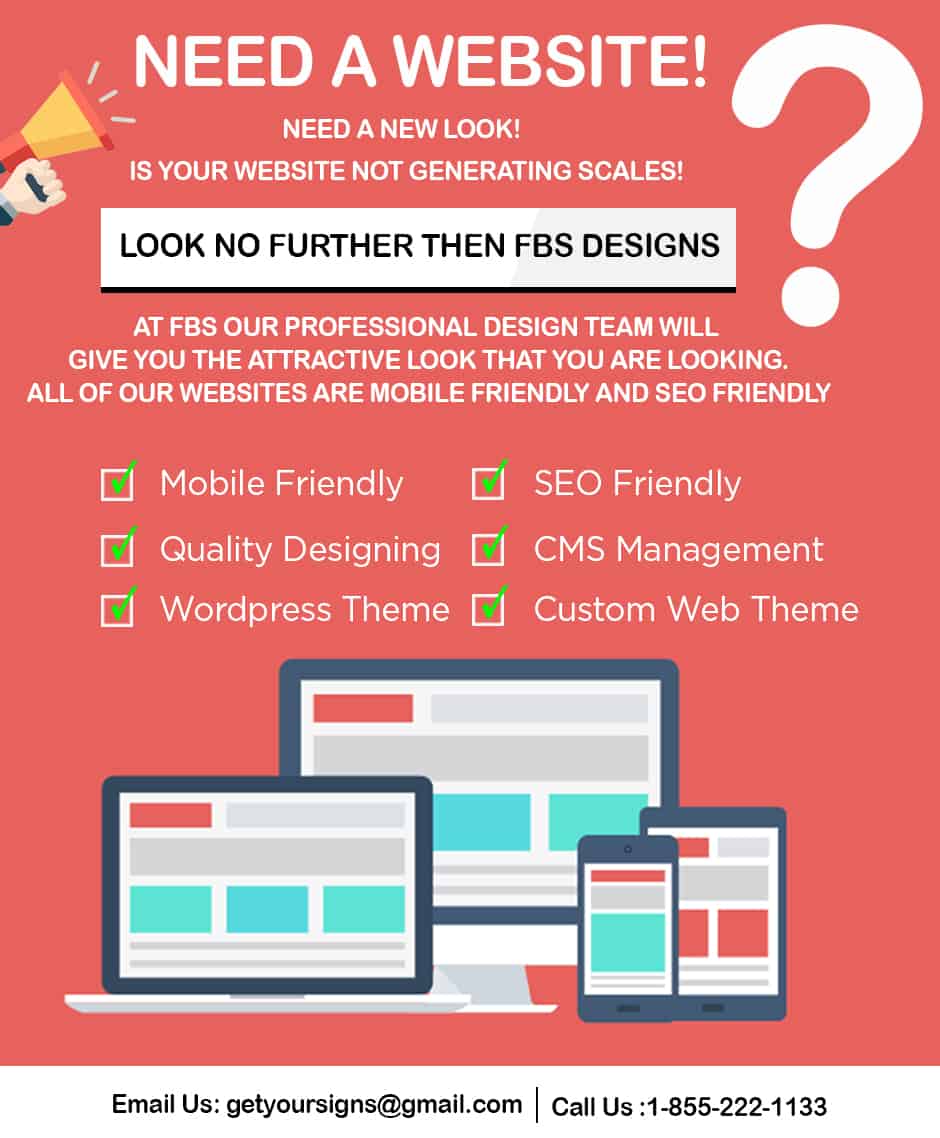 NEED A WEBSITE!
NEED A NEW LOOK!
IS YOUR WEBSITE NOT GENERATING SCALES!
?
LOOK NO FURTHER THEN FBS DESIGNS
AT FBS OUR PROFESSIONAL DESIGN TEAM WILL
GIVE YOU THE ATTRACTIVE LOOK THAT YOU ARE LOOKING.
ALL OF OUR WEBSITES ARE MOBILE FRIENDLY AND SEO FRIENDLY
Mobile Friendly SEO Friendly
Quality Designing CMS Management
Wordpress Theme Custom Web Theme
Email Us: getyoursigns@gmail.com | Call Us :1-855-222-1133